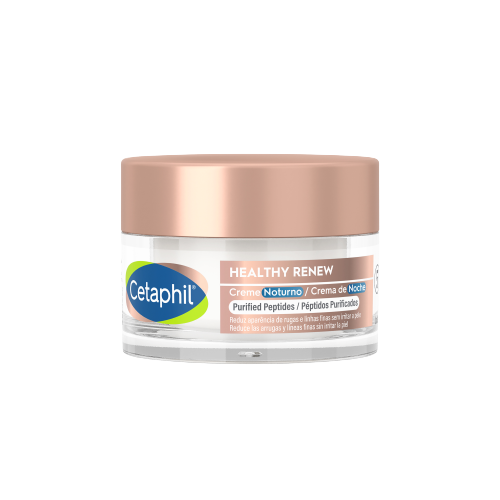 Cetaphil®
HEALTHY RENEW
Creme Noturno / Crema de Noche
Purified Peptides / Péptidos Purificados
Reduz aparência de rugas e linhas finas sem irritar a pele
Reduce las arrugas y líneas finas sin irritar la piel